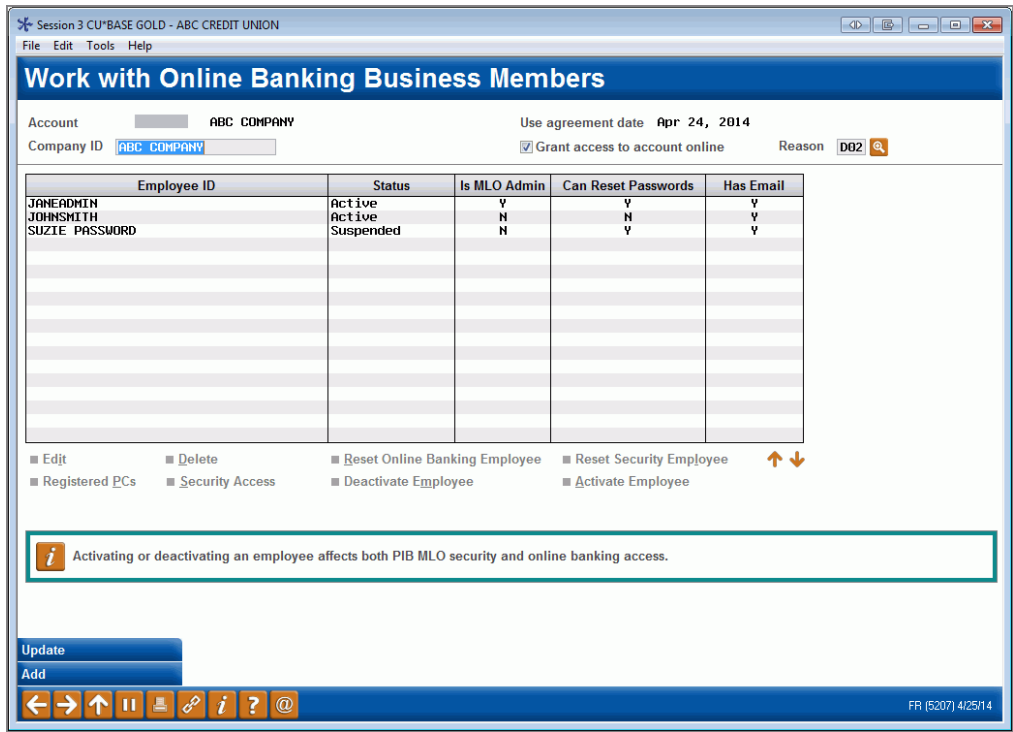 Session 3 CU*BASE GOLD - ABC CREDIT UNION
File Edit Tools Help
Work with Online Banking Business Members
Account ABC COMPANY Use agreement date Apr 24, 2014
Company ID ABC COMPANY Grant access to account online Reason D02
Employee ID Status Is MLO Admin Can Reset Passwords Has Email
JANEADMIN Active Y Y Y
JOHNSMITH Active N N Y
SUZIE PASSWORD Suspended N Y Y
Edit Delete Reset Online Banking Employee Reset Security Employee
Registered PCs Security Access Deactivate Employee Activate Employee
i Activating or deactivating an employee affects both PIB MLO security and online banking access.
Update
Add
i ? @ FR (5207) 4/25/14